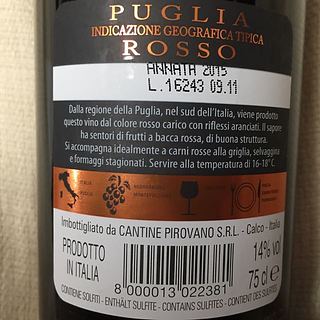 PUGLIA
INDICAZIONE GEOGRAFICA TIPICA
ROSSO
ANNATA 2015
L.16243 09.11
Dalla regione della Puglia, nel sud dell'Italia, viene prodotto
questo vino dal colore rosso carico con riflessi aranciati. Il sapore
ha sentori di frutti a bacca rossa, di buona struttura.
Si accompagna idealmente a carni rosse alla griglia, selvaggina
e formaggi stagionati. Servire alla temperatura di 16-18° C.
ITALIA
PUGLIA
Imbottigliato da CANTINE PIROVANO S.R.L. - Calco - Italia
PRODOTTO
IN ITALIA
14% VOL
75 cl e
8 000013 022381
CONTIENE SOLFITI - ENTHÄLT SULFITE - CONTAINS SULFITES - CONTIENT DES SULFITES